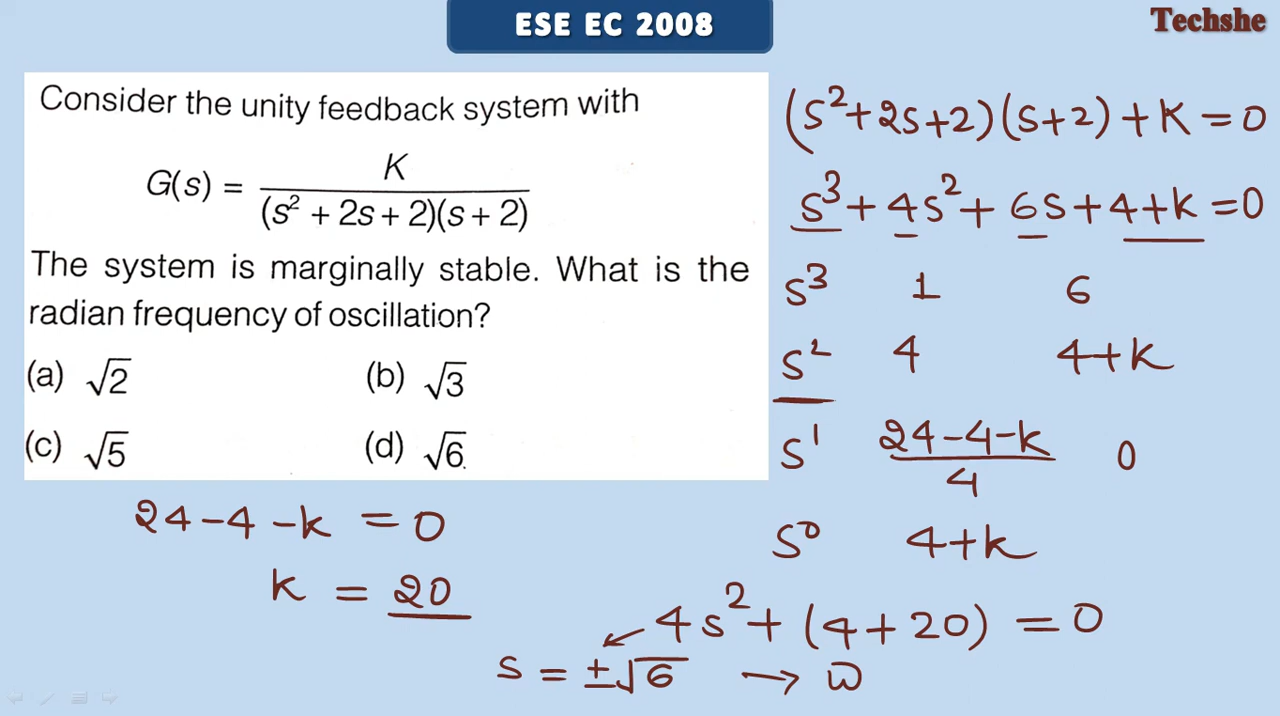 ESE EC 2008
Techshe
Consider the unity feedback system with
G(s) = K / (s² + 2s + 2)(s + 2)
The system is marginally stable. What is the
radian frequency of oscillation?
(a) √2 (b) √3
(c) √5 (d) √6
(s²+2s+2)(s+2)+K=0
s³+4s²+6s+4+k=0
s³ 1 6
s² 4 4+k
s¹ 24-4-k / 4 0
s⁰ 4+k
24-4-k = 0
k = 20
4s²+(4+20) = 0
s = ±√6 → ω